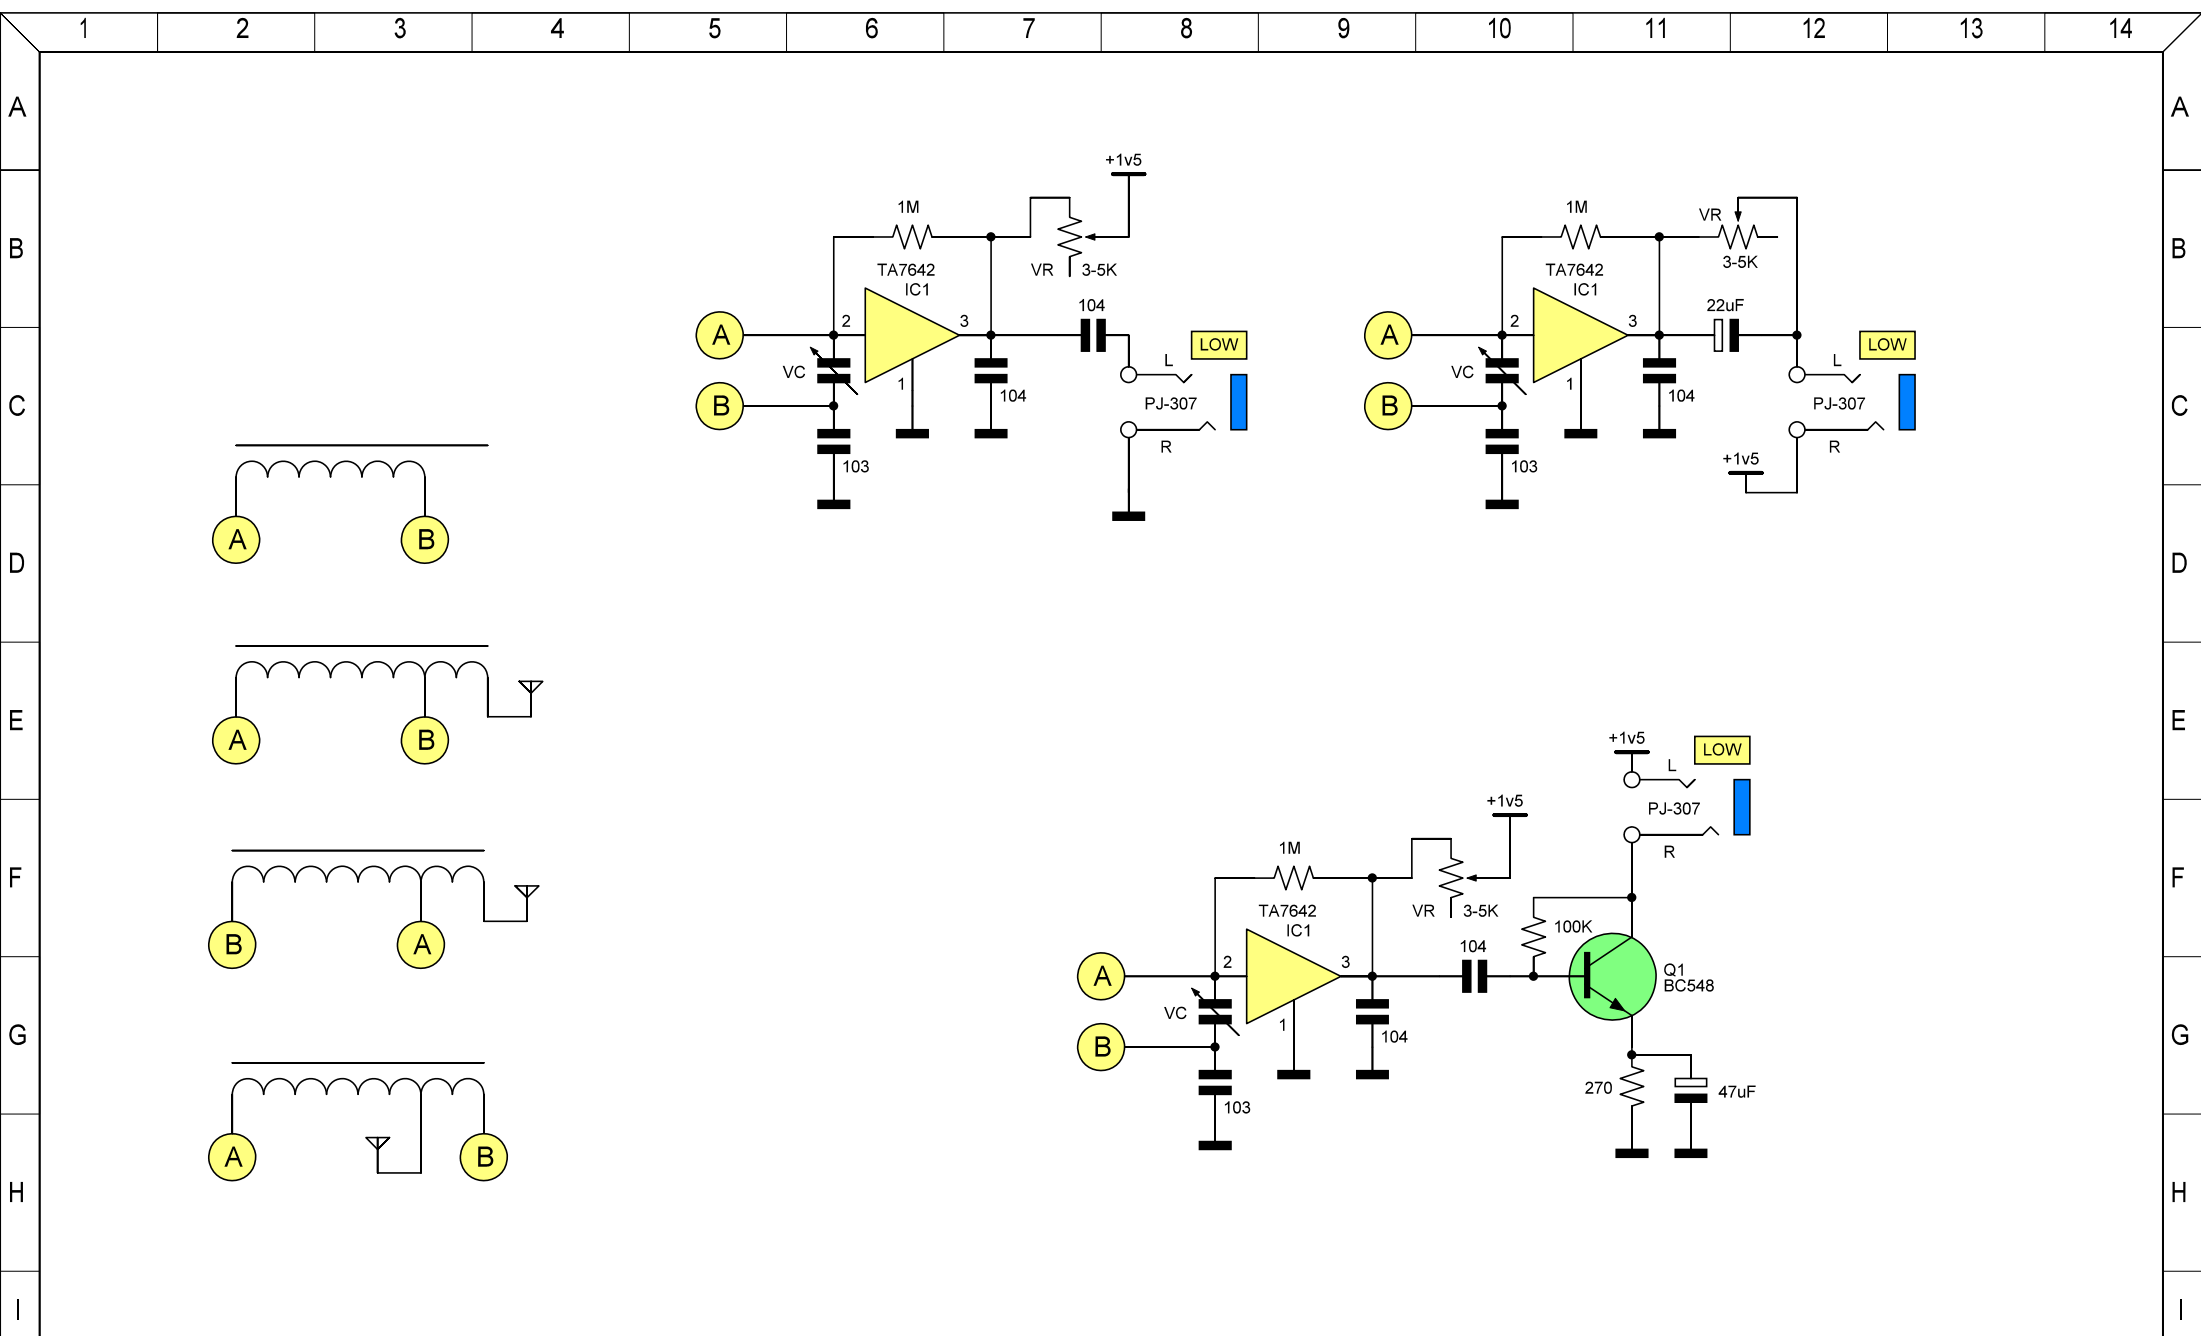 1 2 3 4 5 6 7 8 9 10 11 12 13 14
A A
+1v5
1M
VR
1M
B B
TA7642
IC1
VR 3-5K
TA7642
IC1
3-5K
104
22uF
A 2 3 LOW
A 2 3 LOW
VC 1 104 L
VC 1 104 L
B PJ-307
B PJ-307
C C
R
R
103
103
+1v5
A B
D D
A B
E E
+1v5 LOW
L
PJ-307
R
+1v5
1M
VR 3-5K
TA7642
IC1
F F
B A
100K
104
A 2 3
Q1
BC548
VC 1 104
B
G G
103
270 47uF
A B
H H
I I